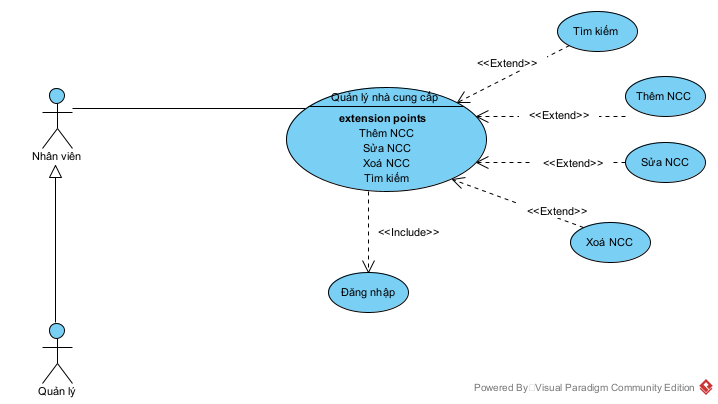 Tìm kiếm
<<Extend>>
Quản lý nhà cung cấp
Thêm NCC
extension points
<<Extend>>
Thêm NCC
Sửa NCC
Nhân viên
Xoá NCC
<<Extend>>
Sửa NCC
Tìm kiếm
<<Extend>>
<<Include>>
Xoá NCC
Đăng nhập
Quản lý
Powered By Visual Paradigm Community Edition